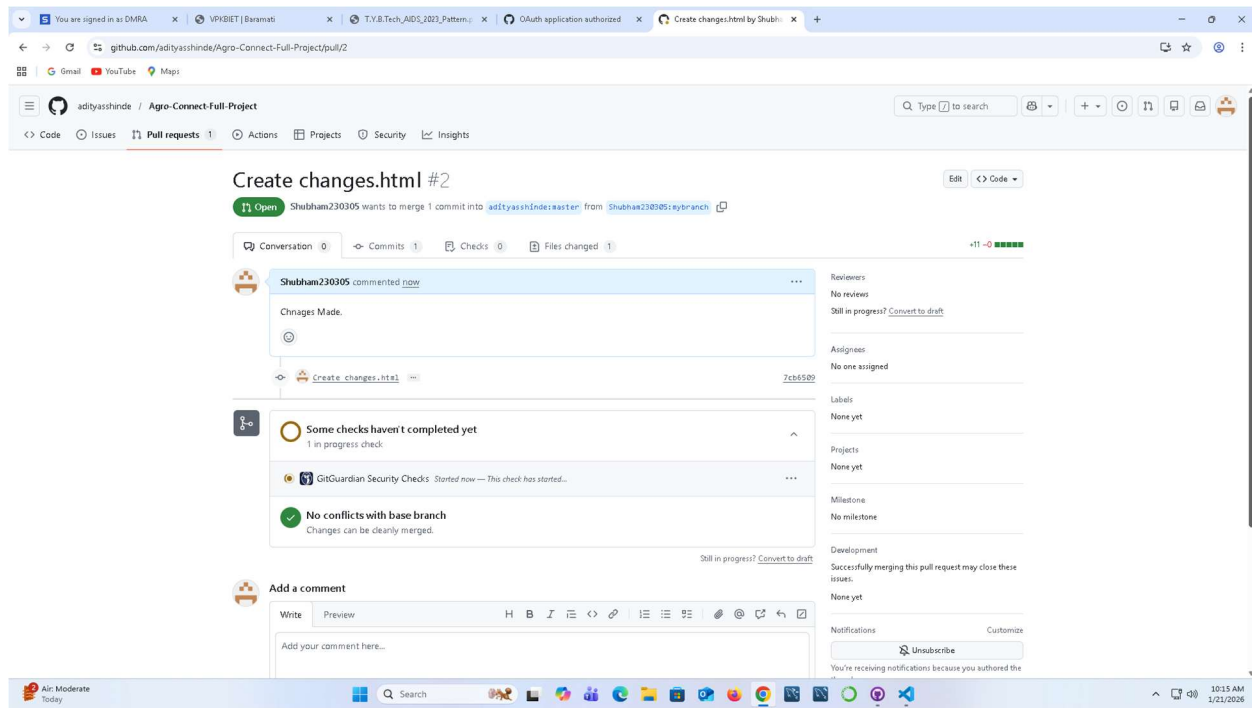 You are signed in as DMRA
VPKBIET | Baramati
T.Y.B.Tech_AIDS_2023_Pattern.p
OAuth application authorized
Create changes.html by Shubh
github.com/adityasshinde/Agro-Connect-Full-Project/pull/2
Gmail YouTube Maps
adityasshinde / Agro-Connect-Full-Project
Type / to search
Code Issues Pull requests 1 Actions Projects Security Insights
Create changes.html #2
Edit <> Code
Open Shubham230305 wants to merge 1 commit into adityasshinde:master from Shubham230305:mybranch
Conversation 0 Commits 1 Checks 0 Files changed 1
+11 −0
Shubham230305 commented now
Chnages Made.
Create changes.html 7cb6509
Some checks haven't completed yet
1 in progress check
GitGuardian Security Checks Started now — This check has started...
No conflicts with base branch
Changes can be cleanly merged.
Still in progress? Convert to draft
Add a comment
Write Preview
Add your comment here...
Reviewers
No reviews
Still in progress? Convert to draft
Assignees
No one assigned
Labels
None yet
Projects
None yet
Milestone
No milestone
Development
Successfully merging this pull request may close these
issues.
None yet
Notifications Customize
Unsubscribe
You're receiving notifications because you authored the
2 Air: Moderate
Today
Search
10:15 AM
1/21/2026